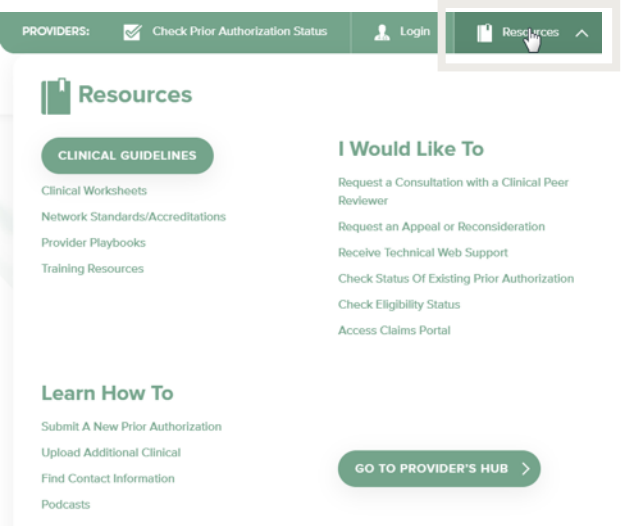 PROVIDERS:
Check Prior Authorization Status
Login
Resources
Resources
CLINICAL GUIDELINES
Clinical Worksheets
Network Standards/Accreditations
Provider Playbooks
Training Resources
I Would Like To
Request a Consultation with a Clinical Peer
Reviewer
Request an Appeal or Reconsideration
Receive Technical Web Support
Check Status Of Existing Prior Authorization
Check Eligibility Status
Access Claims Portal
Learn How To
Submit A New Prior Authorization
Upload Additional Clinical
Find Contact Information
Podcasts
GO TO PROVIDER'S HUB